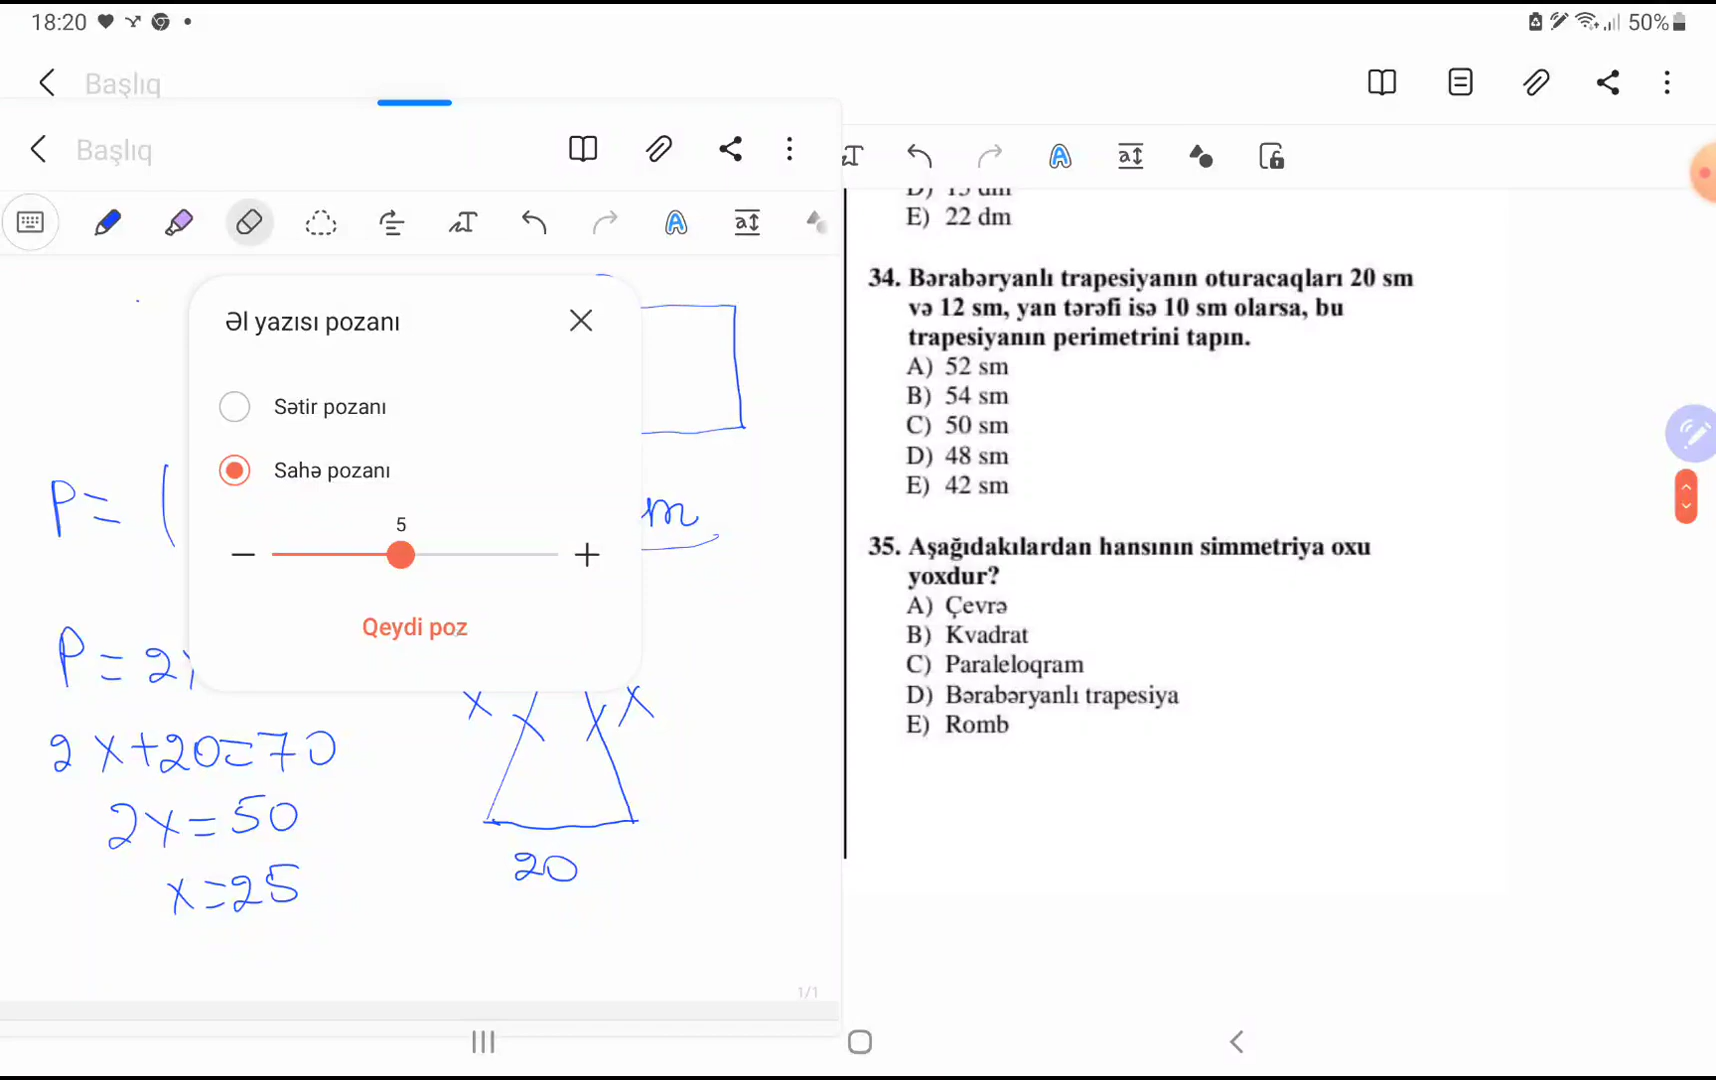 18:20
50%
Başlıq
Başlıq
Əl yazısı pozanı
Sətir pozanı
Sahə pozanı
5
Qeydi poz
P= (
m
P= 2
2x+20=70
2x=50
x=25
x x x x
20
1/1
E) 22 dm
34. Bərabəryanlı trapesiyanın oturacaqları 20 sm
və 12 sm, yan tərəfi isə 10 sm olarsa, bu
trapesiyanın perimetrini tapın.
A) 52 sm
B) 54 sm
C) 50 sm
D) 48 sm
E) 42 sm
35. Aşağıdakılardan hansının simmetriya oxu
yoxdur?
A) Çevrə
B) Kvadrat
C) Paraleloqram
D) Bərabəryanlı trapesiya
E) Romb